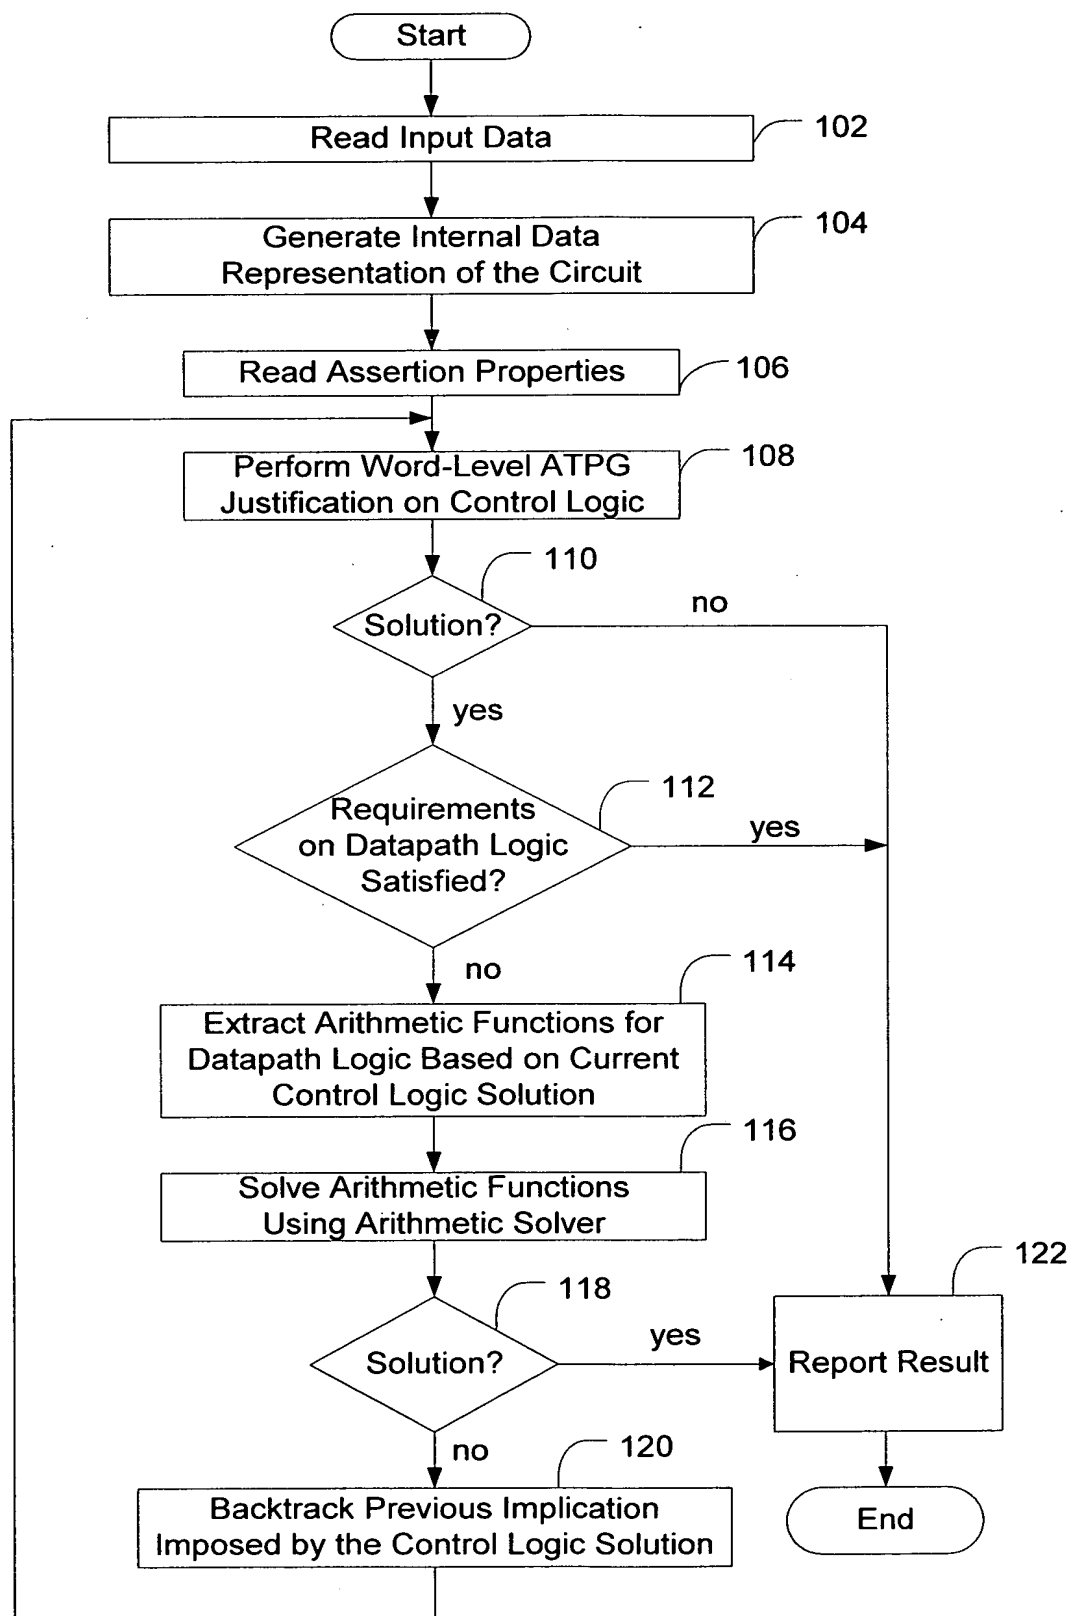 Start
Read Input Data
102
Generate Internal Data
Representation of the Circuit
104
Read Assertion Properties
106
Perform Word-Level ATPG
Justification on Control Logic
108
110
Solution?
no
yes
112
Requirements
on Datapath Logic
Satisfied?
yes
no
114
Extract Arithmetic Functions for
Datapath Logic Based on Current
Control Logic Solution
116
Solve Arithmetic Functions
Using Arithmetic Solver
118
Solution?
yes
122
Report Result
no
120
Backtrack Previous Implication
Imposed by the Control Logic Solution
End